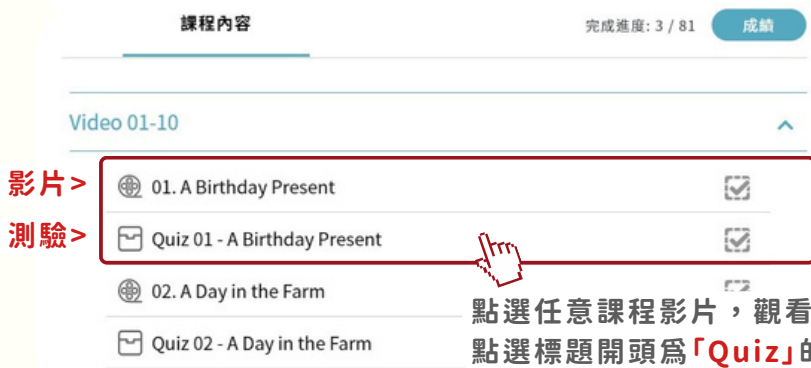 課程內容
完成進度: 3 / 81
成績
Video 01-10
影片>
01. A Birthday Present
測驗>
Quiz 01 - A Birthday Present
02. A Day in the Farm
點選任意課程影片，觀看
Quiz 02 - A Day in the Farm
點選標題開頭爲「Quiz」的